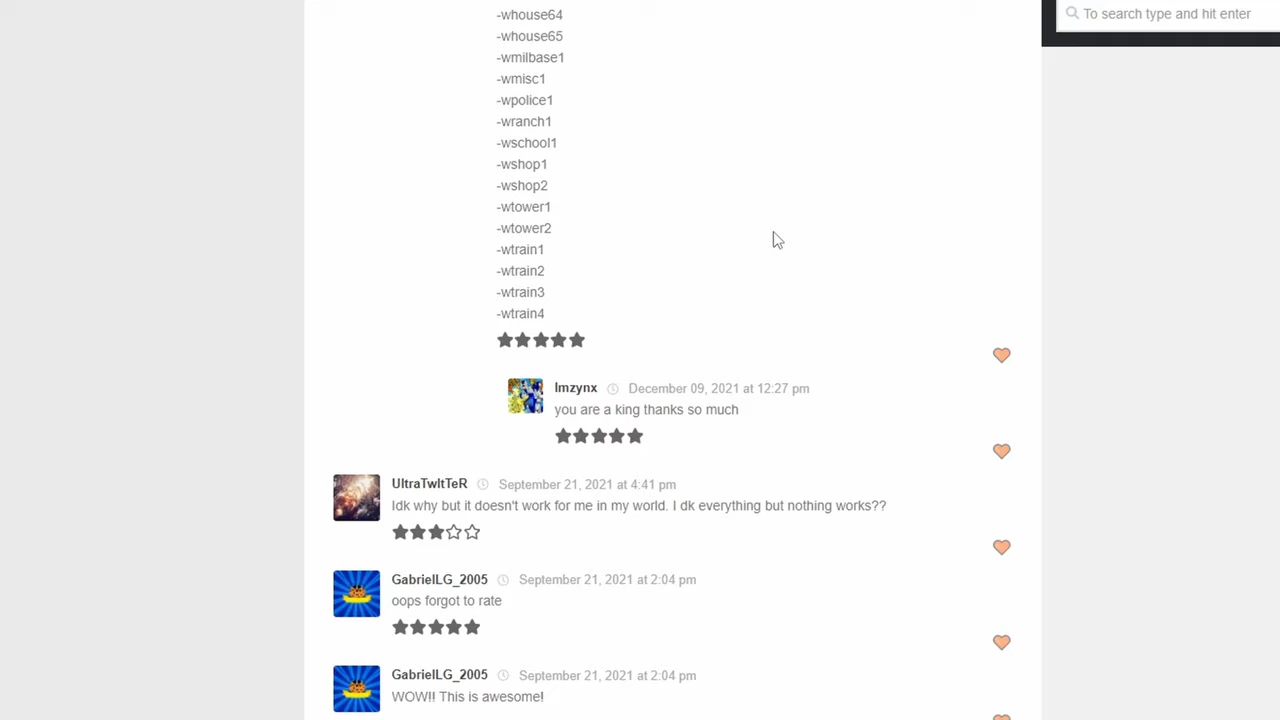 To search type and hit enter
-whouse64
-whouse65
-wmilbase1
-wmisc1
-wpolice1
-wranch1
-wschool1
-wshop1
-wshop2
-wtower1
-wtower2
-wtrain1
-wtrain2
-wtrain3
-wtrain4
lmzynx December 09, 2021 at 12:27 pm
you are a king thanks so much
UltraTwItTeR September 21, 2021 at 4:41 pm
Idk why but it doesn't work for me in my world. I dk everything but nothing works??
GabrielLG_2005 September 21, 2021 at 2:04 pm
oops forgot to rate
GabrielLG_2005 September 21, 2021 at 2:04 pm
WOW!! This is awesome!